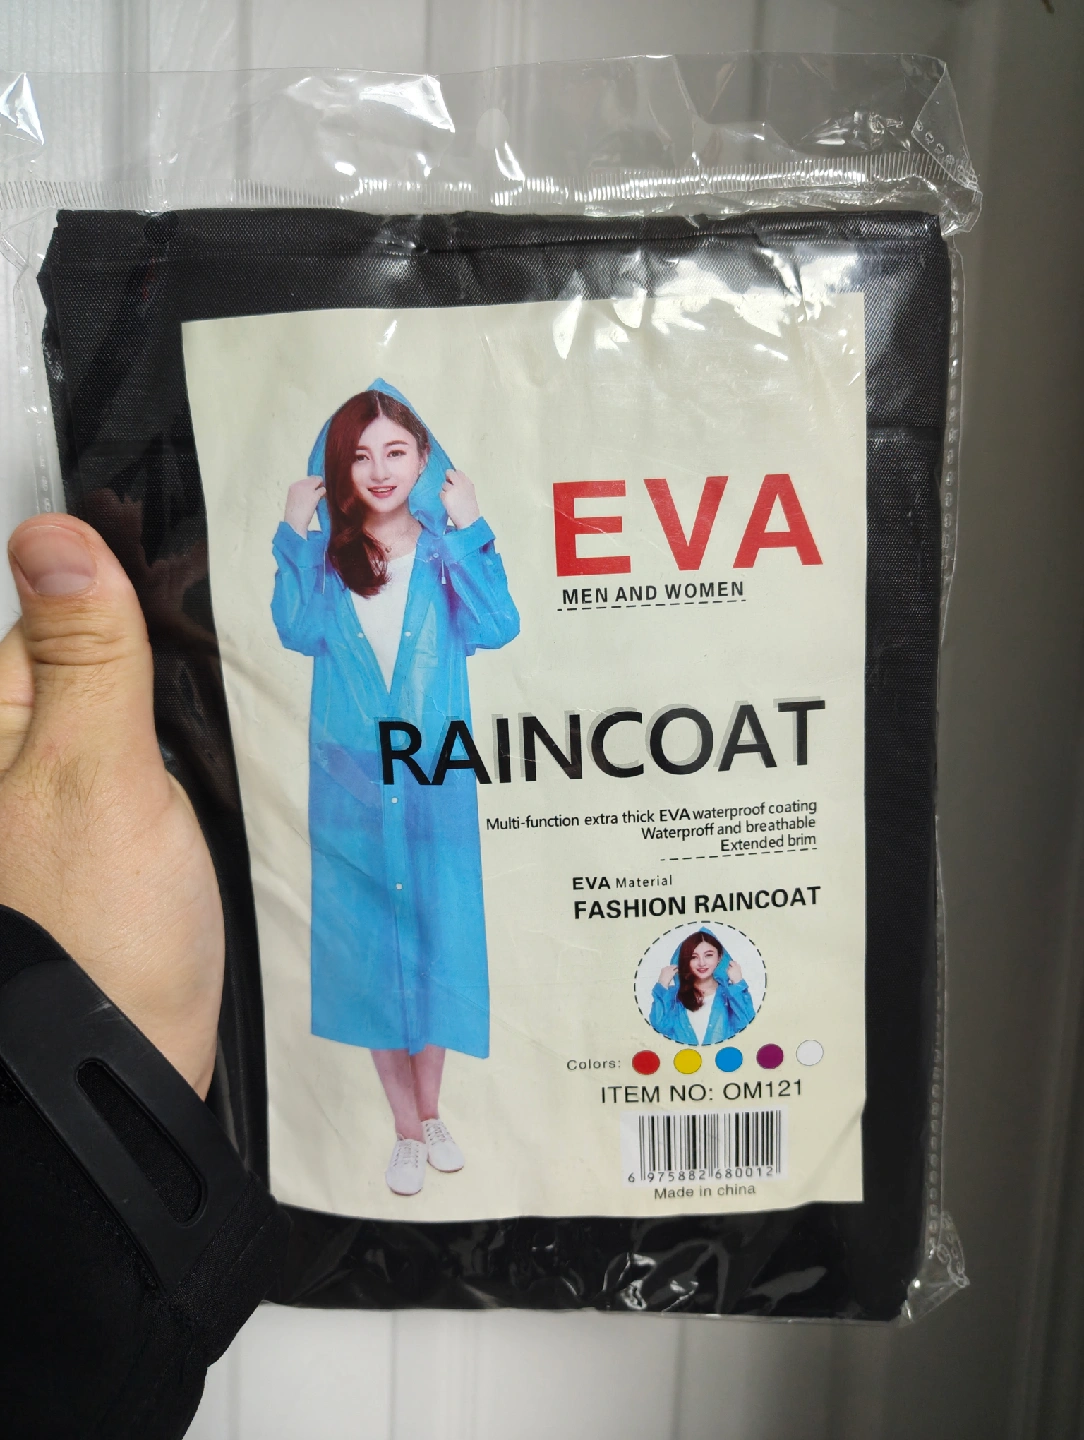 EVA
MEN AND WOMEN
RAINCOAT
Multi-function extra thick EVA waterproof coating
Waterproff and breathable
Extended brim
EVA Material
FASHION RAINCOAT
Colors:
ITEM NO: OM121
6 975882 680012
Made in china